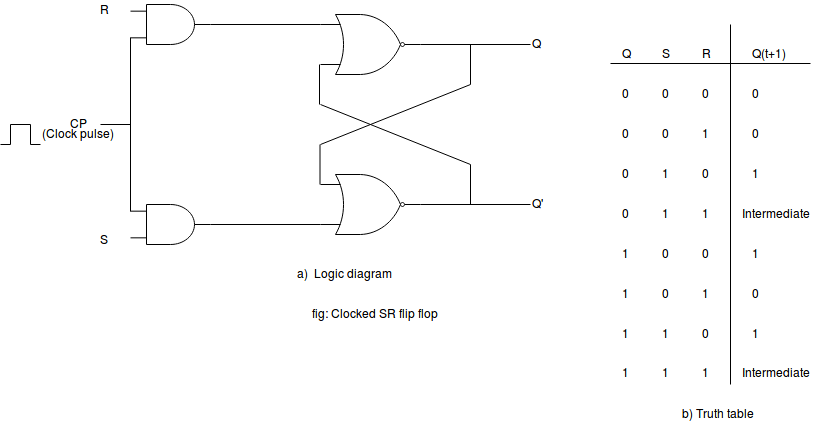 R
Q
CP
(Clock pulse)
Q'
S
a) Logic diagram
fig: Clocked SR flip flop
Q S R Q(t+1)
0 0 0 0
0 0 1 0
0 1 0 1
0 1 1 Intermediate
1 0 0 1
1 0 1 0
1 1 0 1
1 1 1 Intermediate
b) Truth table